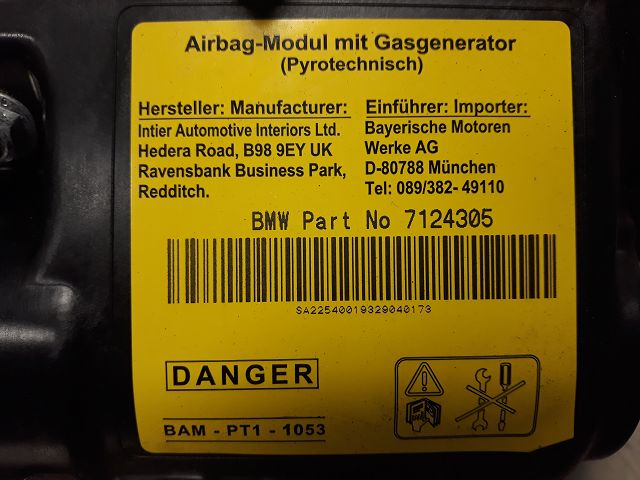 Airbag-Modul mit Gasgenerator
(Pyrotechnisch)
Hersteller: Manufacturer:
Intier Automotive Interiors Ltd.
Hedera Road, B98 9EY UK
Ravensbank Business Park,
Redditch.
Einführer: Importer:
Bayerische Motoren
Werke AG
D-80788 München
Tel: 089/382- 49110
BMW Part No 7124305
SA22540019329040173
DANGER
BAM - PT1 - 1053